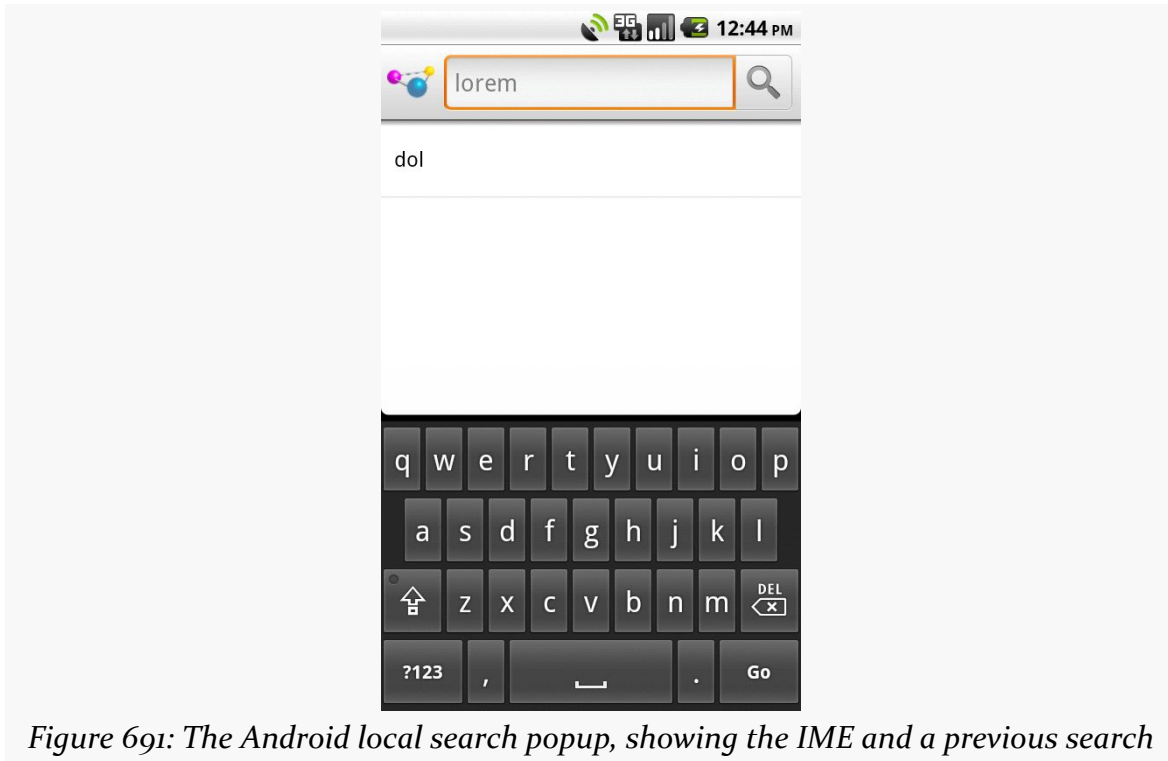 3G 12:44 PM
lorem
dol
q w e r t y u i o p
a s d f g h j k l
z x c v b n m DEL
?123 , . Go
Figure 691: The Android local search popup, showing the IME and a previous search